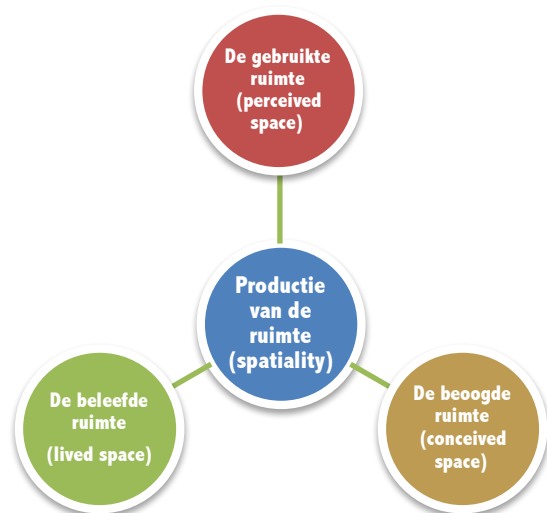 De gebruikte
ruimte
(perceived
space)
Productie
van de
ruimte
(spatiality)
De beleefde
ruimte
(lived space)
De beoogde
ruimte
(conceived
space)